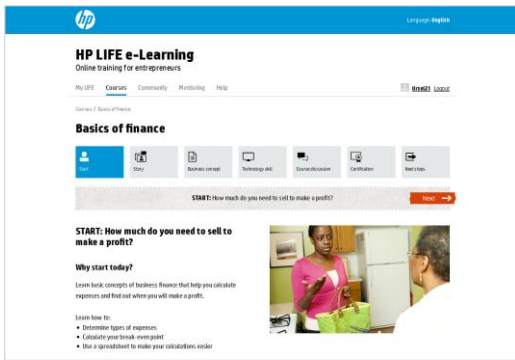 hp
Language: English
HP LIFE e-Learning
Online training for entrepreneurs
My LIFE Courses Community Mentoring Help
Logout
Courses // Basics of finance
Basics of finance
Start Story Business concept Technology skill Course discussion Certification Next steps
START: How much do you need to sell to make a profit?
Next
START: How much do you need to sell to
make a profit?
Why start today?
Learn basic concepts of business finance that help you calculate
expenses and find out when you will make a profit.
Learn how to:
• Determine types of expenses
• Calculate your break-even point
• Use a spreadsheet to make your calculations easier